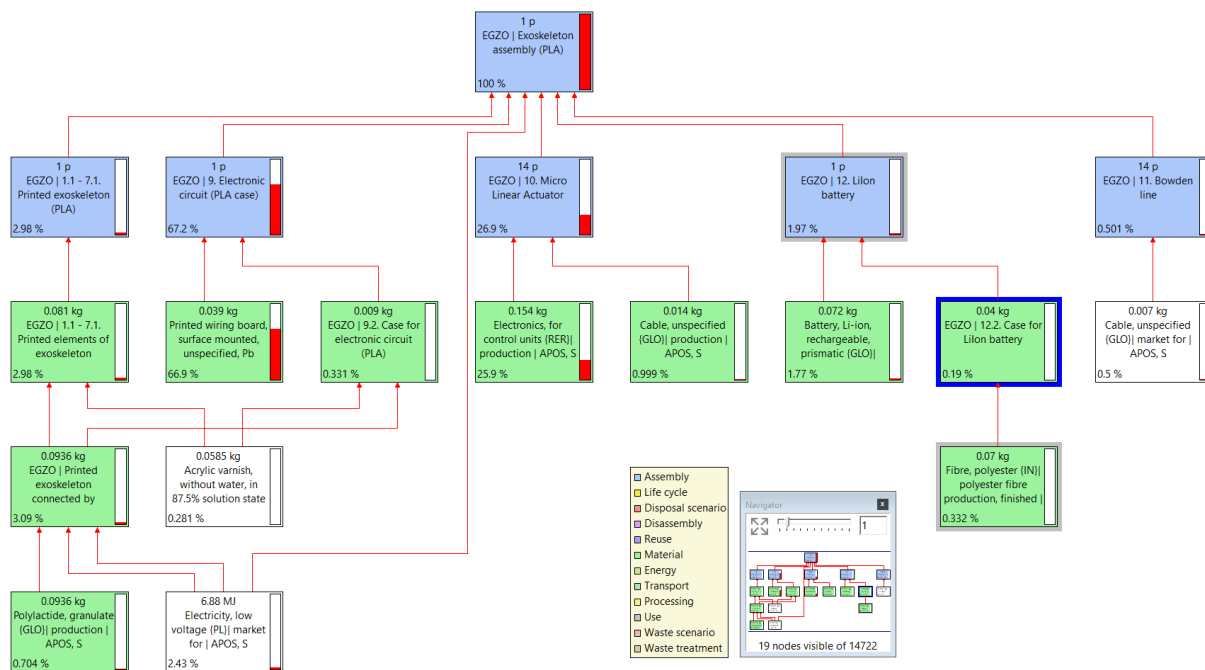 1 p
EGZO | Exoskeleton
assembly (PLA)
100 %
1 p
EGZO | 1.1 - 7.1.
Printed exoskeleton
(PLA)
2.98 %
1 p
EGZO | 9. Electronic
circuit (PLA case)
67.2 %
14 p
EGZO | 10. Micro
Linear Actuator
26.9 %
1 p
EGZO | 12. LiIon
battery
1.97 %
14 p
EGZO | 11. Bowden
line
0.501 %
0.081 kg
EGZO | 1.1 - 7.1.
Printed elements of
exoskeleton
2.98 %
0.039 kg
Printed wiring board,
surface mounted,
unspecified, Pb
66.9 %
0.009 kg
EGZO | 9.2. Case for
electronic circuit
(PLA)
0.331 %
0.154 kg
Electronics, for
control units {RER}|
production | APOS, S
25.9 %
0.014 kg
Cable, unspecified
{GLO}| production |
APOS, S
0.999 %
0.072 kg
Battery, Li-ion,
rechargeable,
prismatic {GLO}|
1.77 %
0.04 kg
EGZO | 12.2. Case for
LiIon battery
0.19 %
0.007 kg
Cable, unspecified
{GLO}| market for |
APOS, S
0.5 %
0.0936 kg
EGZO | Printed
exoskeleton
connected by
3.09 %
0.0585 kg
Acrylic varnish,
without water, in
87.5% solution state
0.281 %
0.07 kg
Fibre, polyester {IN}|
polyester fibre
production, finished |
0.332 %
0.0936 kg
Polylactide, granulate
{GLO}| production |
APOS, S
0.704 %
6.88 MJ
Electricity, low
voltage {PL}| market
for | APOS, S
2.43 %
Assembly
Life cycle
Disposal scenario
Disassembly
Reuse
Material
Energy
Transport
Processing
Use
Waste scenario
Waste treatment
Navigator
x
1
19 nodes visible of 14722